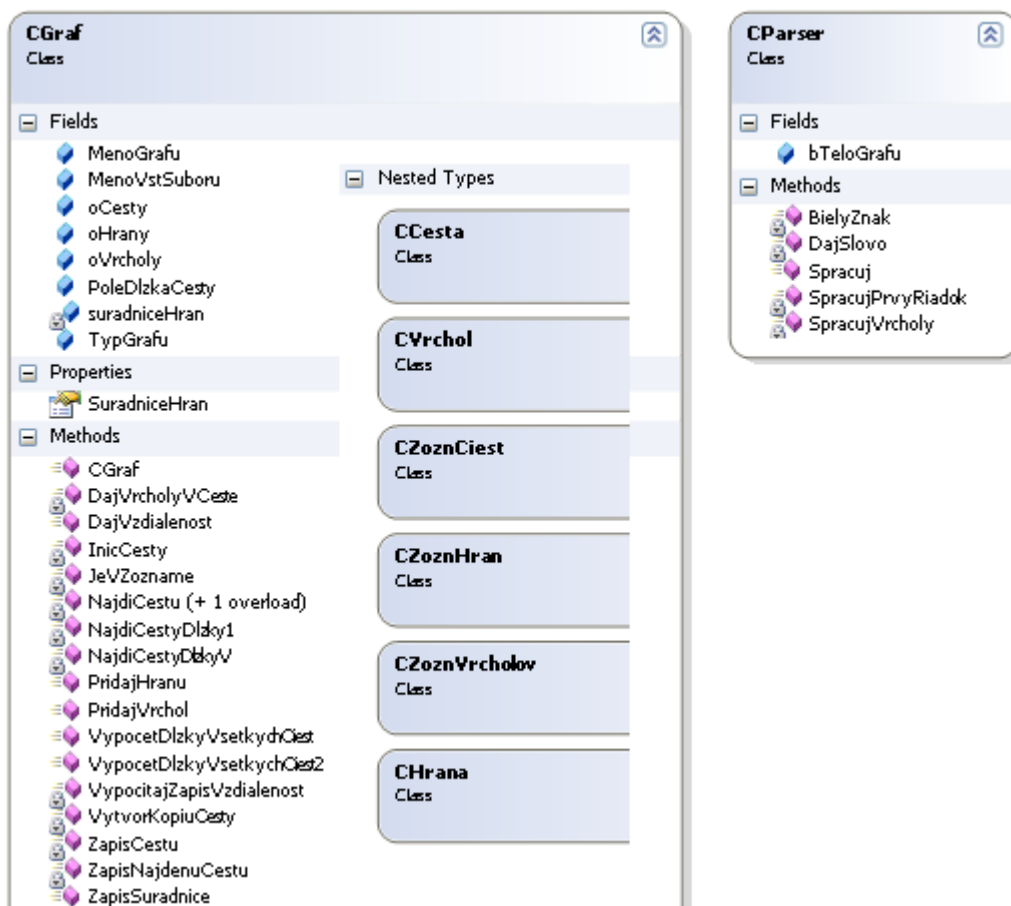 CGraf
Class
Fields
MenoGrafu
MenoVstSuboru
oCesty
oHrany
oVrcholy
PoleDlzkaCesty
suradniceHran
TypGrafu
Properties
SuradniceHran
Methods
CGraf
DajVrcholyVCeste
DajVzdialenost
InicCesty
JeVZozname
NajdiCestu (+ 1 overload)
NajdiCestyDlzky1
NajdiCestyDlzkyV
PridajHranu
PridajVrchol
VypocetDlzkyVsetkychCiest
VypocetDlzkyVsetkychCiest2
VypocitajZapisVzdialenost
VytvorKopiuCesty
ZapisCestu
ZapisNajdenuCestu
ZapisSuradnice
Nested Types
CCesta
Class
CVrchol
Class
CZoznCiest
Class
CZoznHran
Class
CZoznVrcholov
Class
CHrana
Class
CParser
Class
Fields
bTeloGrafu
Methods
BielyZnak
DajSlovo
Spracuj
SpracujPrvyRiadok
SpracujVrcholy